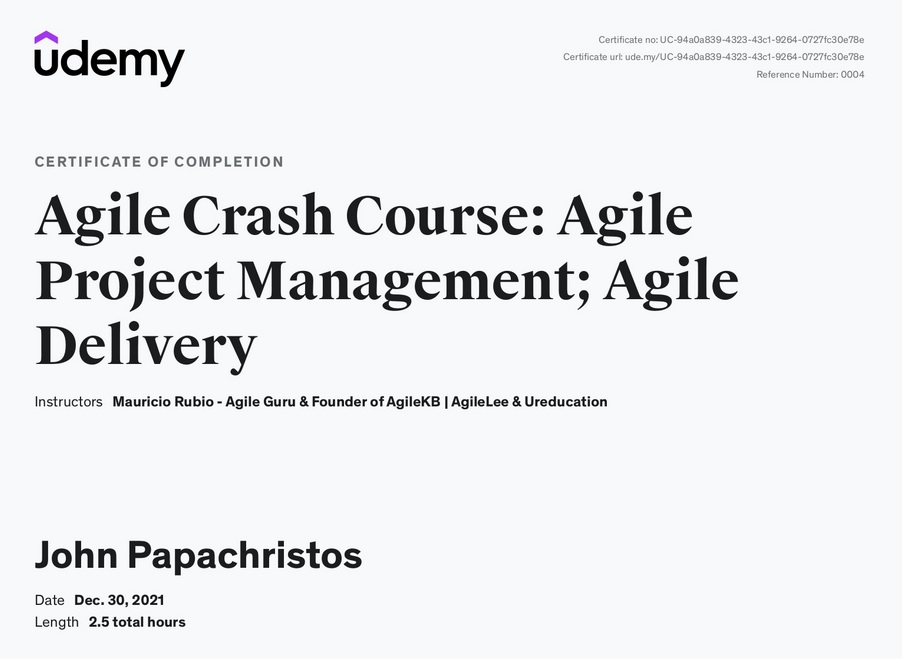 udemy
Certificate no: UC-94a0a839-4323-43c1-9264-0727fc30e78e
Certificate url: ude.my/UC-94a0a839-4323-43c1-9264-0727fc30e78e
Reference Number: 0004
CERTIFICATE OF COMPLETION
Agile Crash Course: Agile
Project Management; Agile
Delivery
Instructors Mauricio Rubio - Agile Guru & Founder of AgileKB | AgileLee & Ureducation
John Papachristos
Date Dec. 30, 2021
Length 2.5 total hours